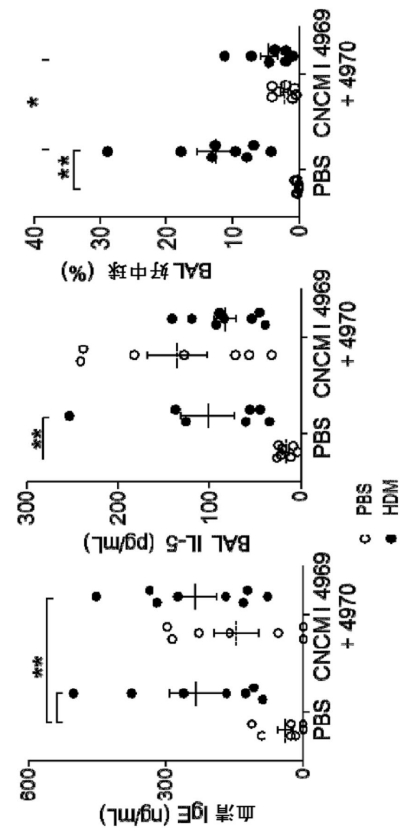 血清 IgE (ng/mL)
600
300
0
**
PBS
CNCM I 4969
+ 4970
BAL IL-5 (pg/mL)
300
200
100
0
**
PBS
CNCM I 4969
+ 4970
BAL 好中球 (%)
40
30
20
10
0
**
*
PBS
CNCM I 4969
+ 4970
○ PBS
● HDM